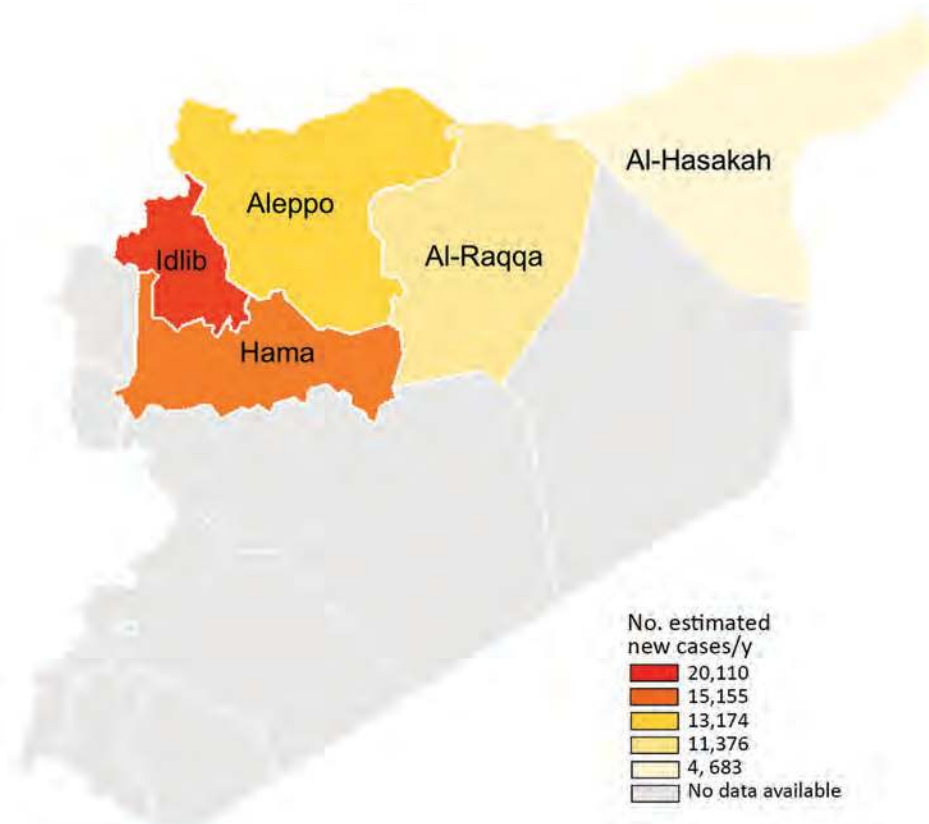 Al-Hasakah
Aleppo
Al-Raqqa
Idlib
Hama
No. estimated
new cases/y
20,110
15,155
13,174
11,376
4, 683
No data available